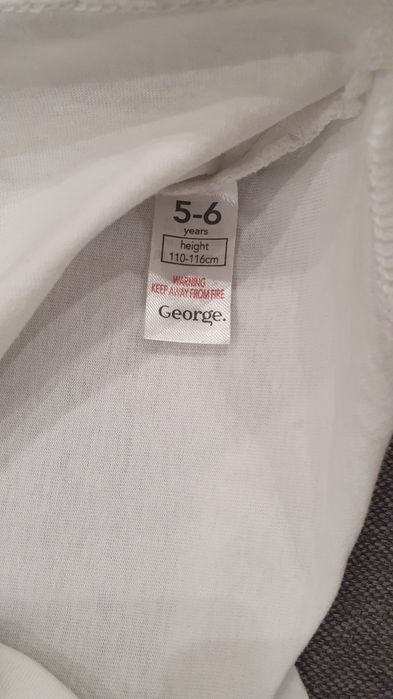 5-6
years
height
110-116cm
WARNING
KEEP AWAY FROM FIRE
George.